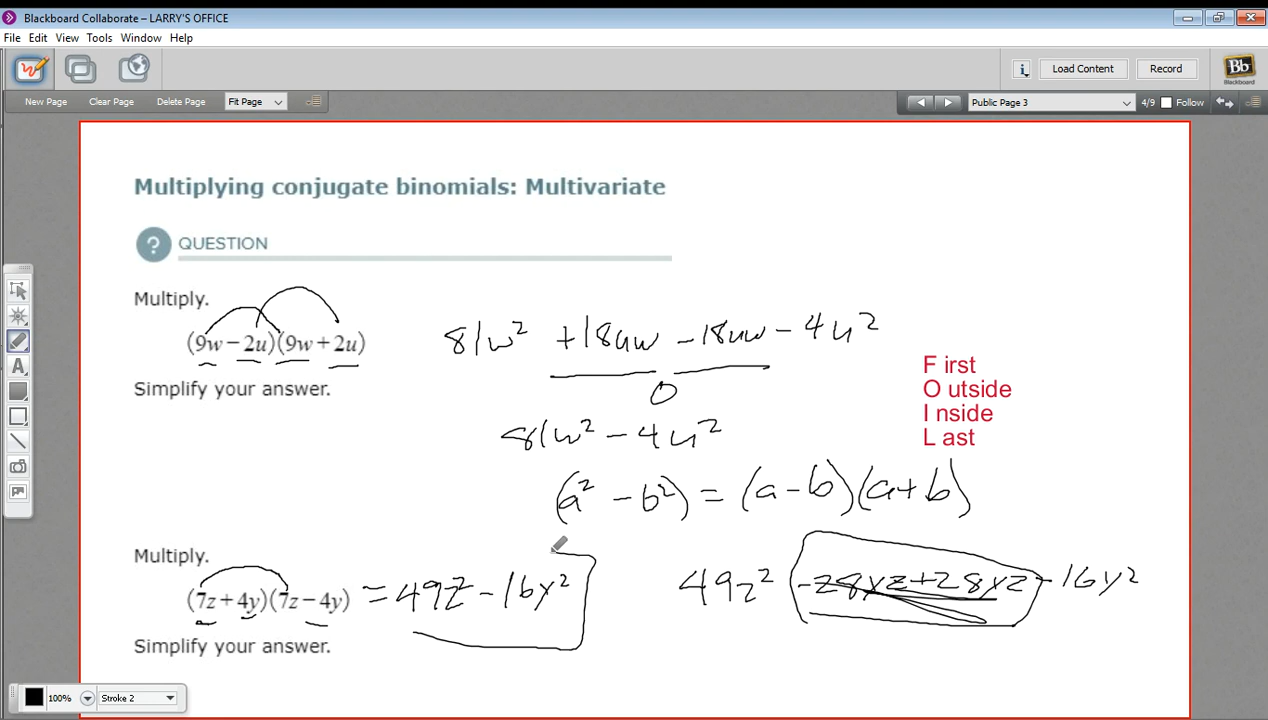 Blackboard Collaborate – LARRY'S OFFICE
File Edit View Tools Window Help
i Load Content Record Bb Blackboard
New Page Clear Page Delete Page Fit Page Public Page 3 4/9 Follow
Multiplying conjugate binomials: Multivariate
? QUESTION
Multiply.
(9w − 2u)(9w + 2u) 81w² +18uw −18uw − 4u²
Simplify your answer.
0
F irst
O utside
I nside
L ast
81w² − 4u²
(a² − b²) = (a − b)(a + b)
Multiply.
(7z + 4y)(7z − 4y) = 49z² − 16y² 49z² −28yz+28yz −16y²
Simplify your answer.
100% Stroke 2